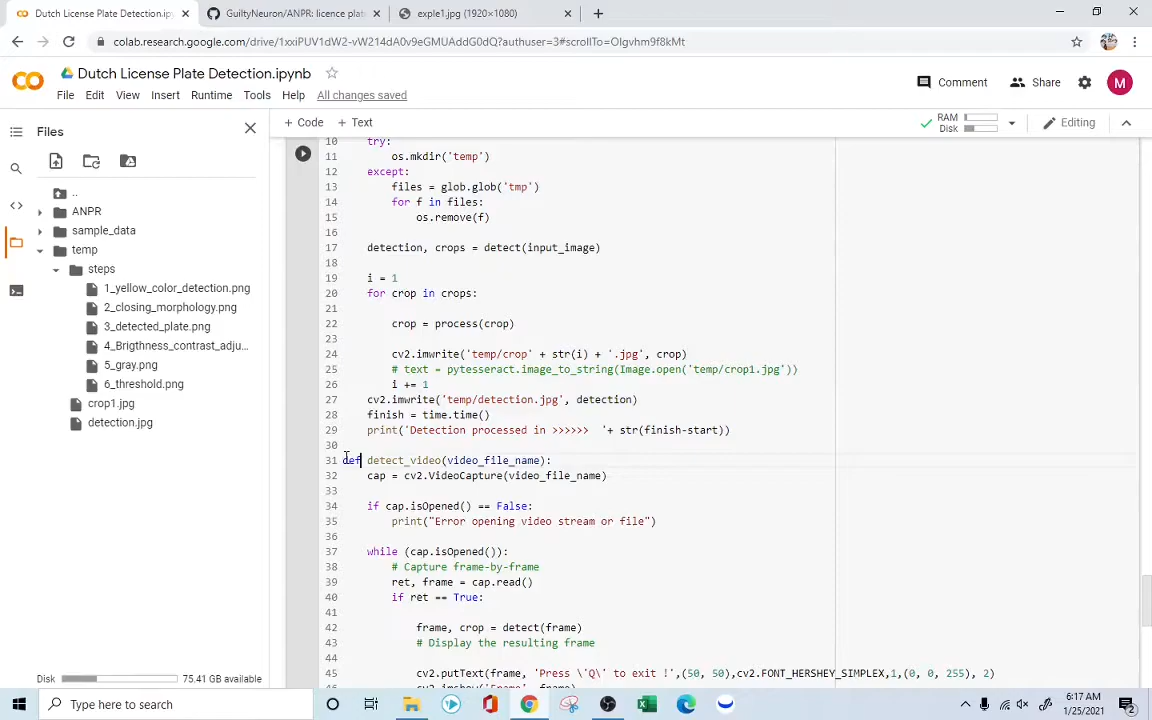 Dutch License Plate Detection.ipyn
GuiltyNeuron/ANPR: licence plat
exple1.jpg (1920×1080)
colab.research.google.com/drive/1xxiPUV1dW2-vW214dA0v9eGMUAddG0dQ?authuser=3#scrollTo=OIgvhm9f8kMt
Dutch License Plate Detection.ipynb
Comment
Share
M
File Edit View Insert Runtime Tools Help All changes saved
Files
+ Code + Text
RAM
Disk
Editing
..
ANPR
sample_data
temp
steps
1_yellow_color_detection.png
2_closing_morphology.png
3_detected_plate.png
4_Brigthness_contrast_adju...
5_gray.png
6_threshold.png
crop1.jpg
detection.jpg
Disk
75.41 GB available
10 try:
11 os.mkdir('temp')
12 except:
13 files = glob.glob('tmp')
14 for f in files:
15 os.remove(f)
16
17 detection, crops = detect(input_image)
18
19 i = 1
20 for crop in crops:
21
22 crop = process(crop)
23
24 cv2.imwrite('temp/crop' + str(i) + '.jpg', crop)
25 # text = pytesseract.image_to_string(Image.open('temp/crop1.jpg'))
26 i += 1
27 cv2.imwrite('temp/detection.jpg', detection)
28 finish = time.time()
29 print('Detection processed in >>>>>>  '+ str(finish-start))
30
31 def detect_video(video_file_name):
32 cap = cv2.VideoCapture(video_file_name)
33
34 if cap.isOpened() == False:
35 print("Error opening video stream or file")
36
37 while (cap.isOpened()):
38 # Capture frame-by-frame
39 ret, frame = cap.read()
40 if ret == True:
41
42 frame, crop = detect(frame)
43 # Display the resulting frame
44
45 cv2.putText(frame, 'Press \'Q\' to exit !',(50, 50),cv2.FONT_HERSHEY_SIMPLEX,1,(0, 0, 255), 2)
Type here to search
6:17 AM
1/25/2021
2